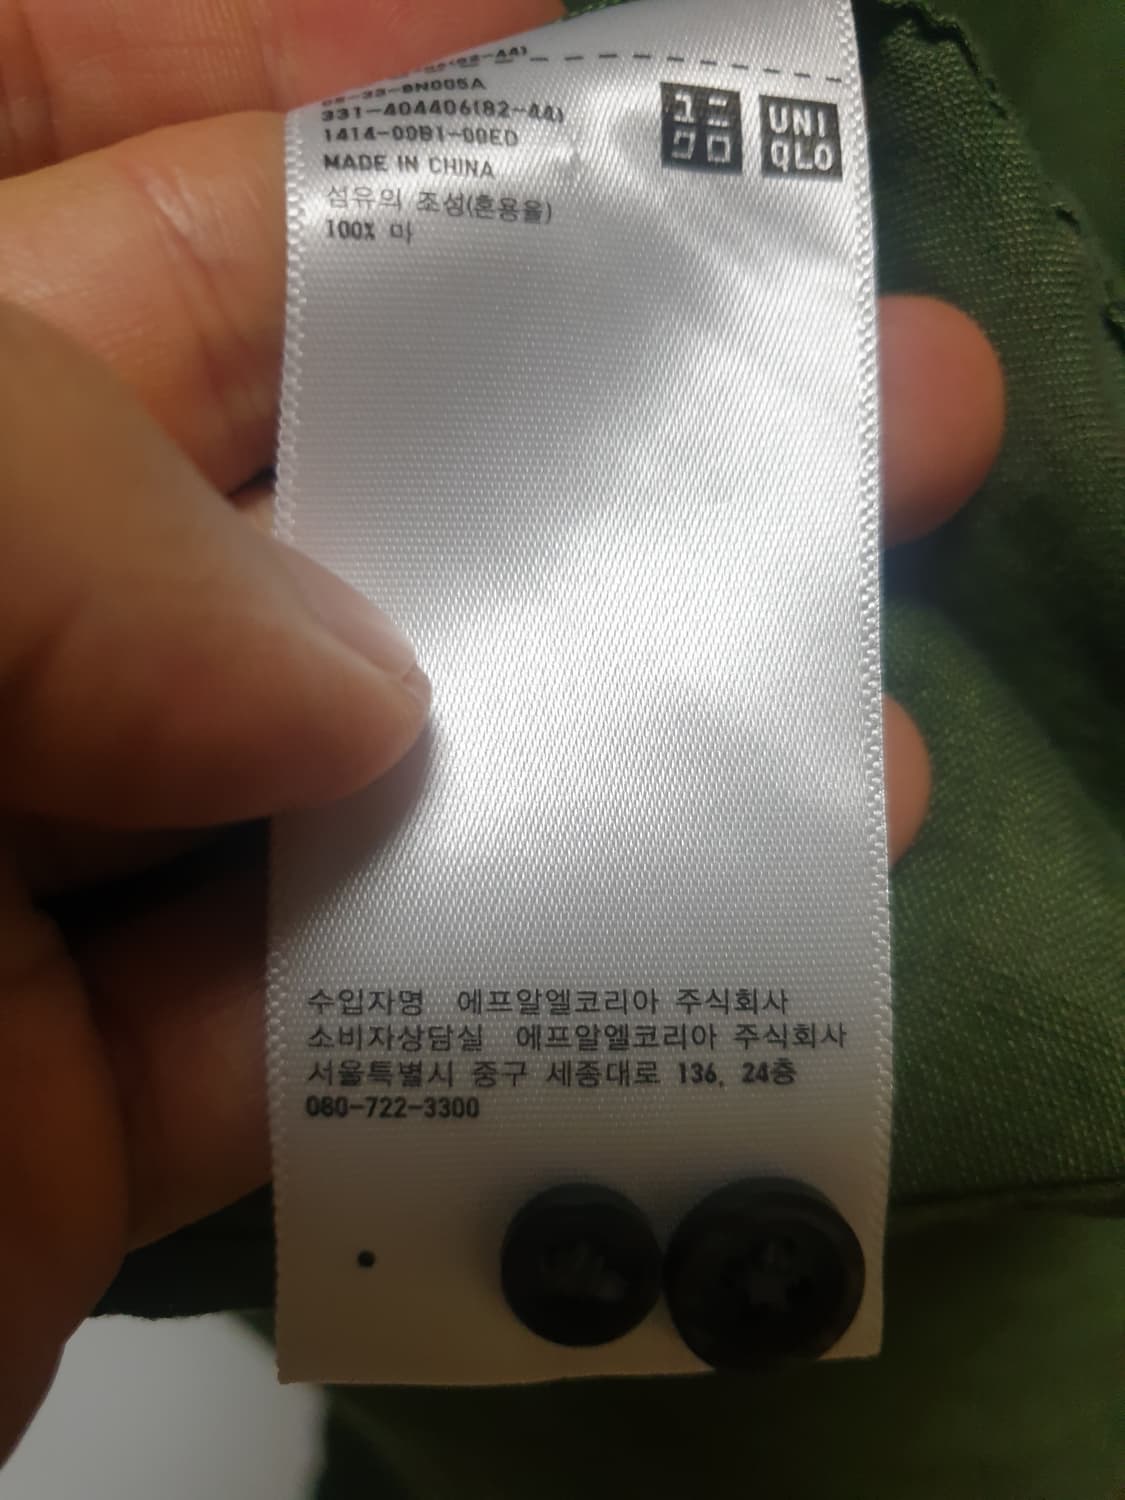 331-404406(82-44)
MADE IN CHINA
섬유의 조성(혼용율)
100% 마
ユニ
クロ
UNI
QLO
수입자명 에프알엘코리아 주식회사
소비자상담실 에프알엘코리아 주식회사
서울특별시 중구 세종대로 136, 24층
080-722-3300